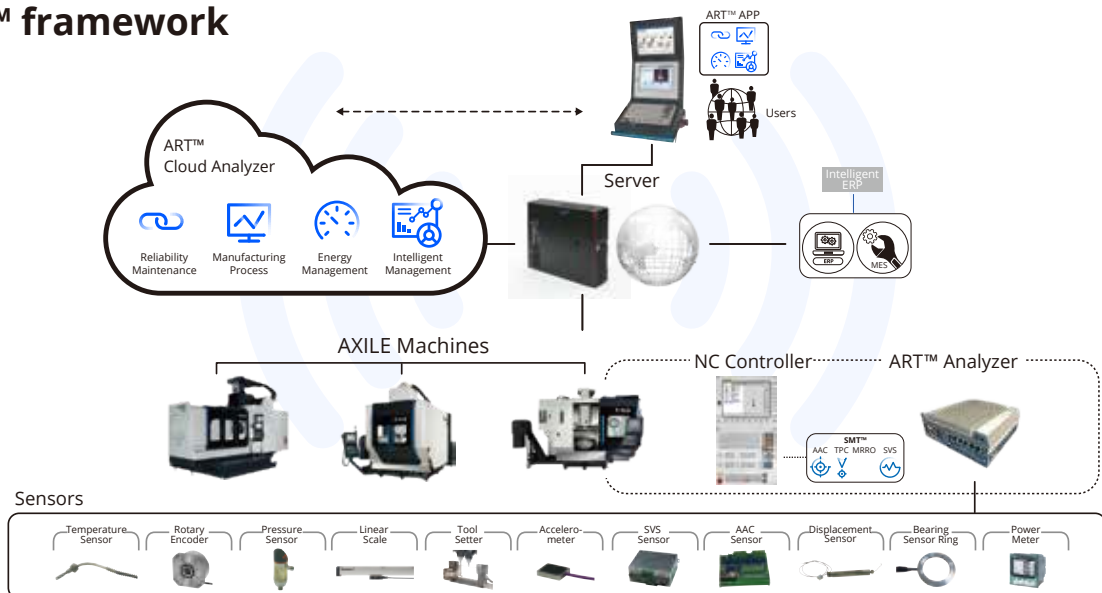 ™ framework
ART™ APP
Users
ART™
Cloud Analyzer
Reliability
Maintenance
Manufacturing
Process
Energy
Management
Intelligent
Management
Server
Intelligent
ERP
ERP
MES
AXILE Machines
NC Controller
ART™ Analyzer
SMT™
AAC TPC MRRO SVS
Sensors
Temperature
Sensor
Rotary
Encoder
Pressure
Sensor
Linear
Scale
Tool
Setter
Accelero-
meter
SVS
Sensor
AAC
Sensor
Displacement
Sensor
Bearing
Sensor Ring
Power
Meter